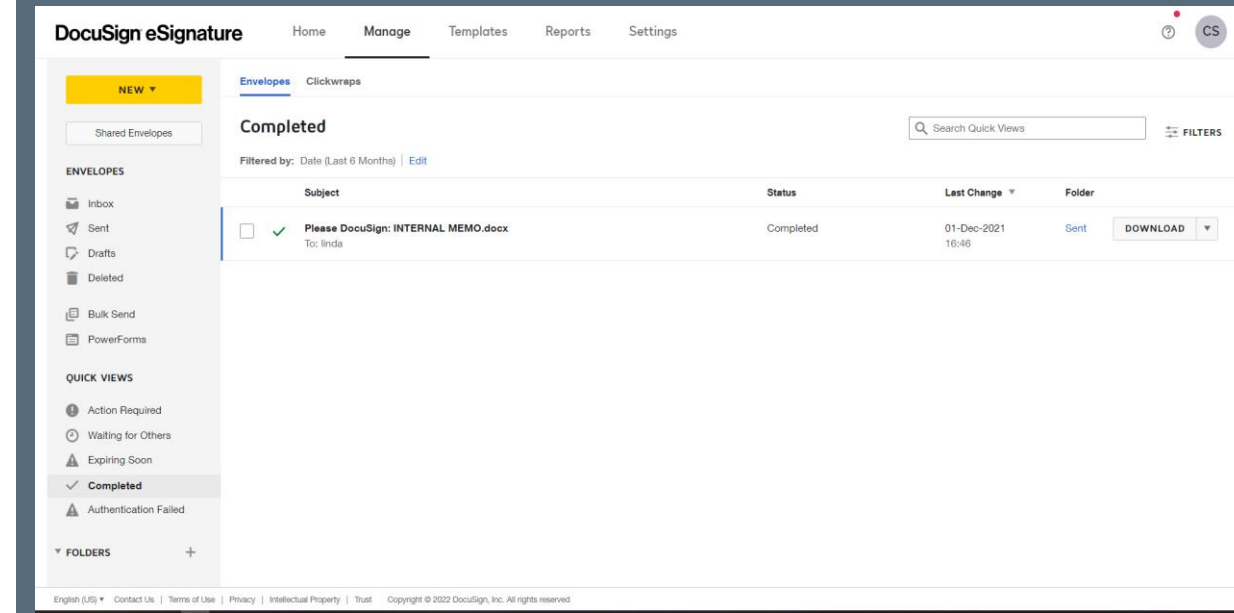 DocuSign eSignature Home Manage Templates Reports Settings CS
NEW
Shared Envelopes
ENVELOPES
Inbox
Sent
Drafts
Deleted
Bulk Send
PowerForms
QUICK VIEWS
Action Required
Waiting for Others
Expiring Soon
Completed
Authentication Failed
FOLDERS +
Envelopes Clickwraps
Completed
Search Quick Views FILTERS
Filtered by: Date (Last 6 Months) | Edit
Subject Status Last Change Folder
Please DocuSign: INTERNAL MEMO.docx Completed 01-Dec-2021 Sent DOWNLOAD
To: linda 16:46
English (US) Contact Us | Terms of Use | Privacy | Intellectual Property | Trust Copyright © 2022 DocuSign, Inc. All rights reserved